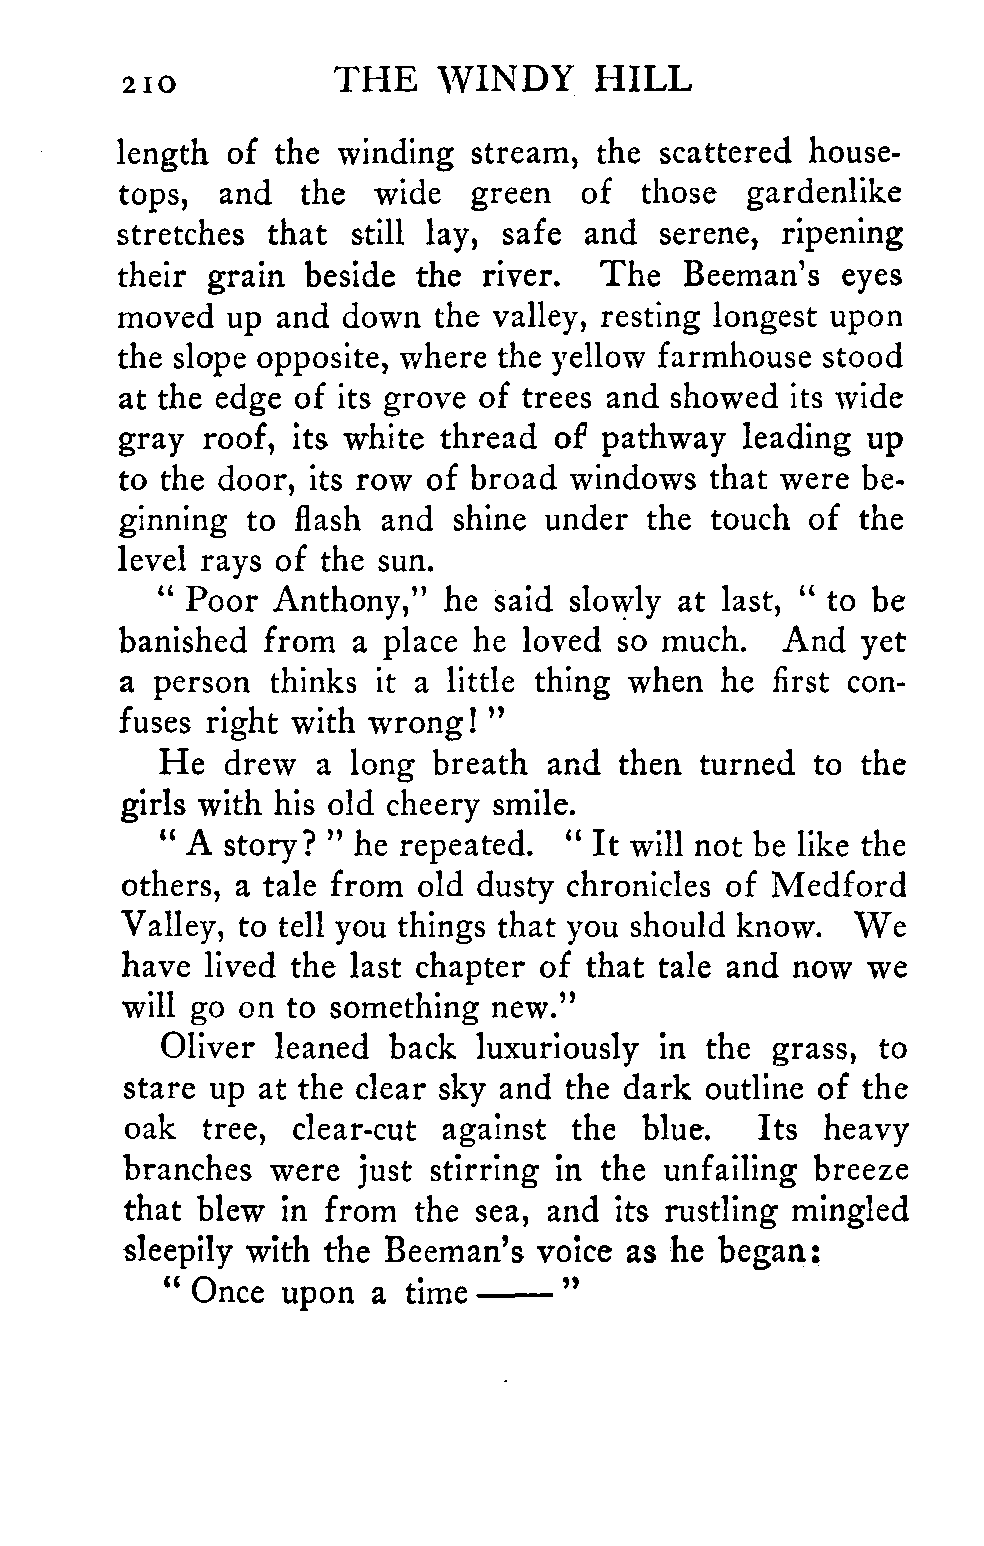 210 THE WINDY HILL
length of the winding stream, the scattered house-
tops, and the wide green of those gardenlike
stretches that still lay, safe and serene, ripening
their grain beside the river. The Beeman's eyes
moved up and down the valley, resting longest upon
the slope opposite, where the yellow farmhouse stood
at the edge of its grove of trees and showed its wide
gray roof, its white thread of pathway leading up
to the door, its row of broad windows that were be-
ginning to flash and shine under the touch of the
level rays of the sun.
" Poor Anthony," he said slowly at last, " to be
banished from a place he loved so much. And yet
a person thinks it a little thing when he first con-
fuses right with wrong! "
He drew a long breath and then turned to the
girls with his old cheery smile.
" A story? " he repeated. " It will not be like the
others, a tale from old dusty chronicles of Medford
Valley, to tell you things that you should know. We
have lived the last chapter of that tale and now we
will go on to something new."
Oliver leaned back luxuriously in the grass, to
stare up at the clear sky and the dark outline of the
oak tree, clear-cut against the blue. Its heavy
branches were just stirring in the unfailing breeze
that blew in from the sea, and its rustling mingled
sleepily with the Beeman's voice as he began:
" Once upon a time —— "